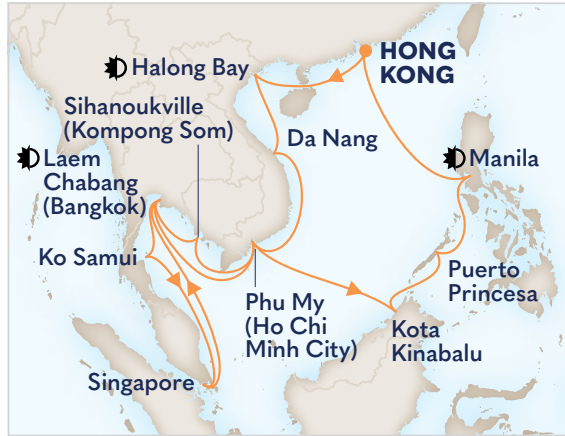 HONG
KONG
Halong Bay
Sihanoukville
(Kompong Som)
Da Nang
Manila
Laem
Chabang
(Bangkok)
Ko Samui
Puerto
Princesa
Phu My
(Ho Chi
Minh City)
Kota
Kinabalu
Singapore